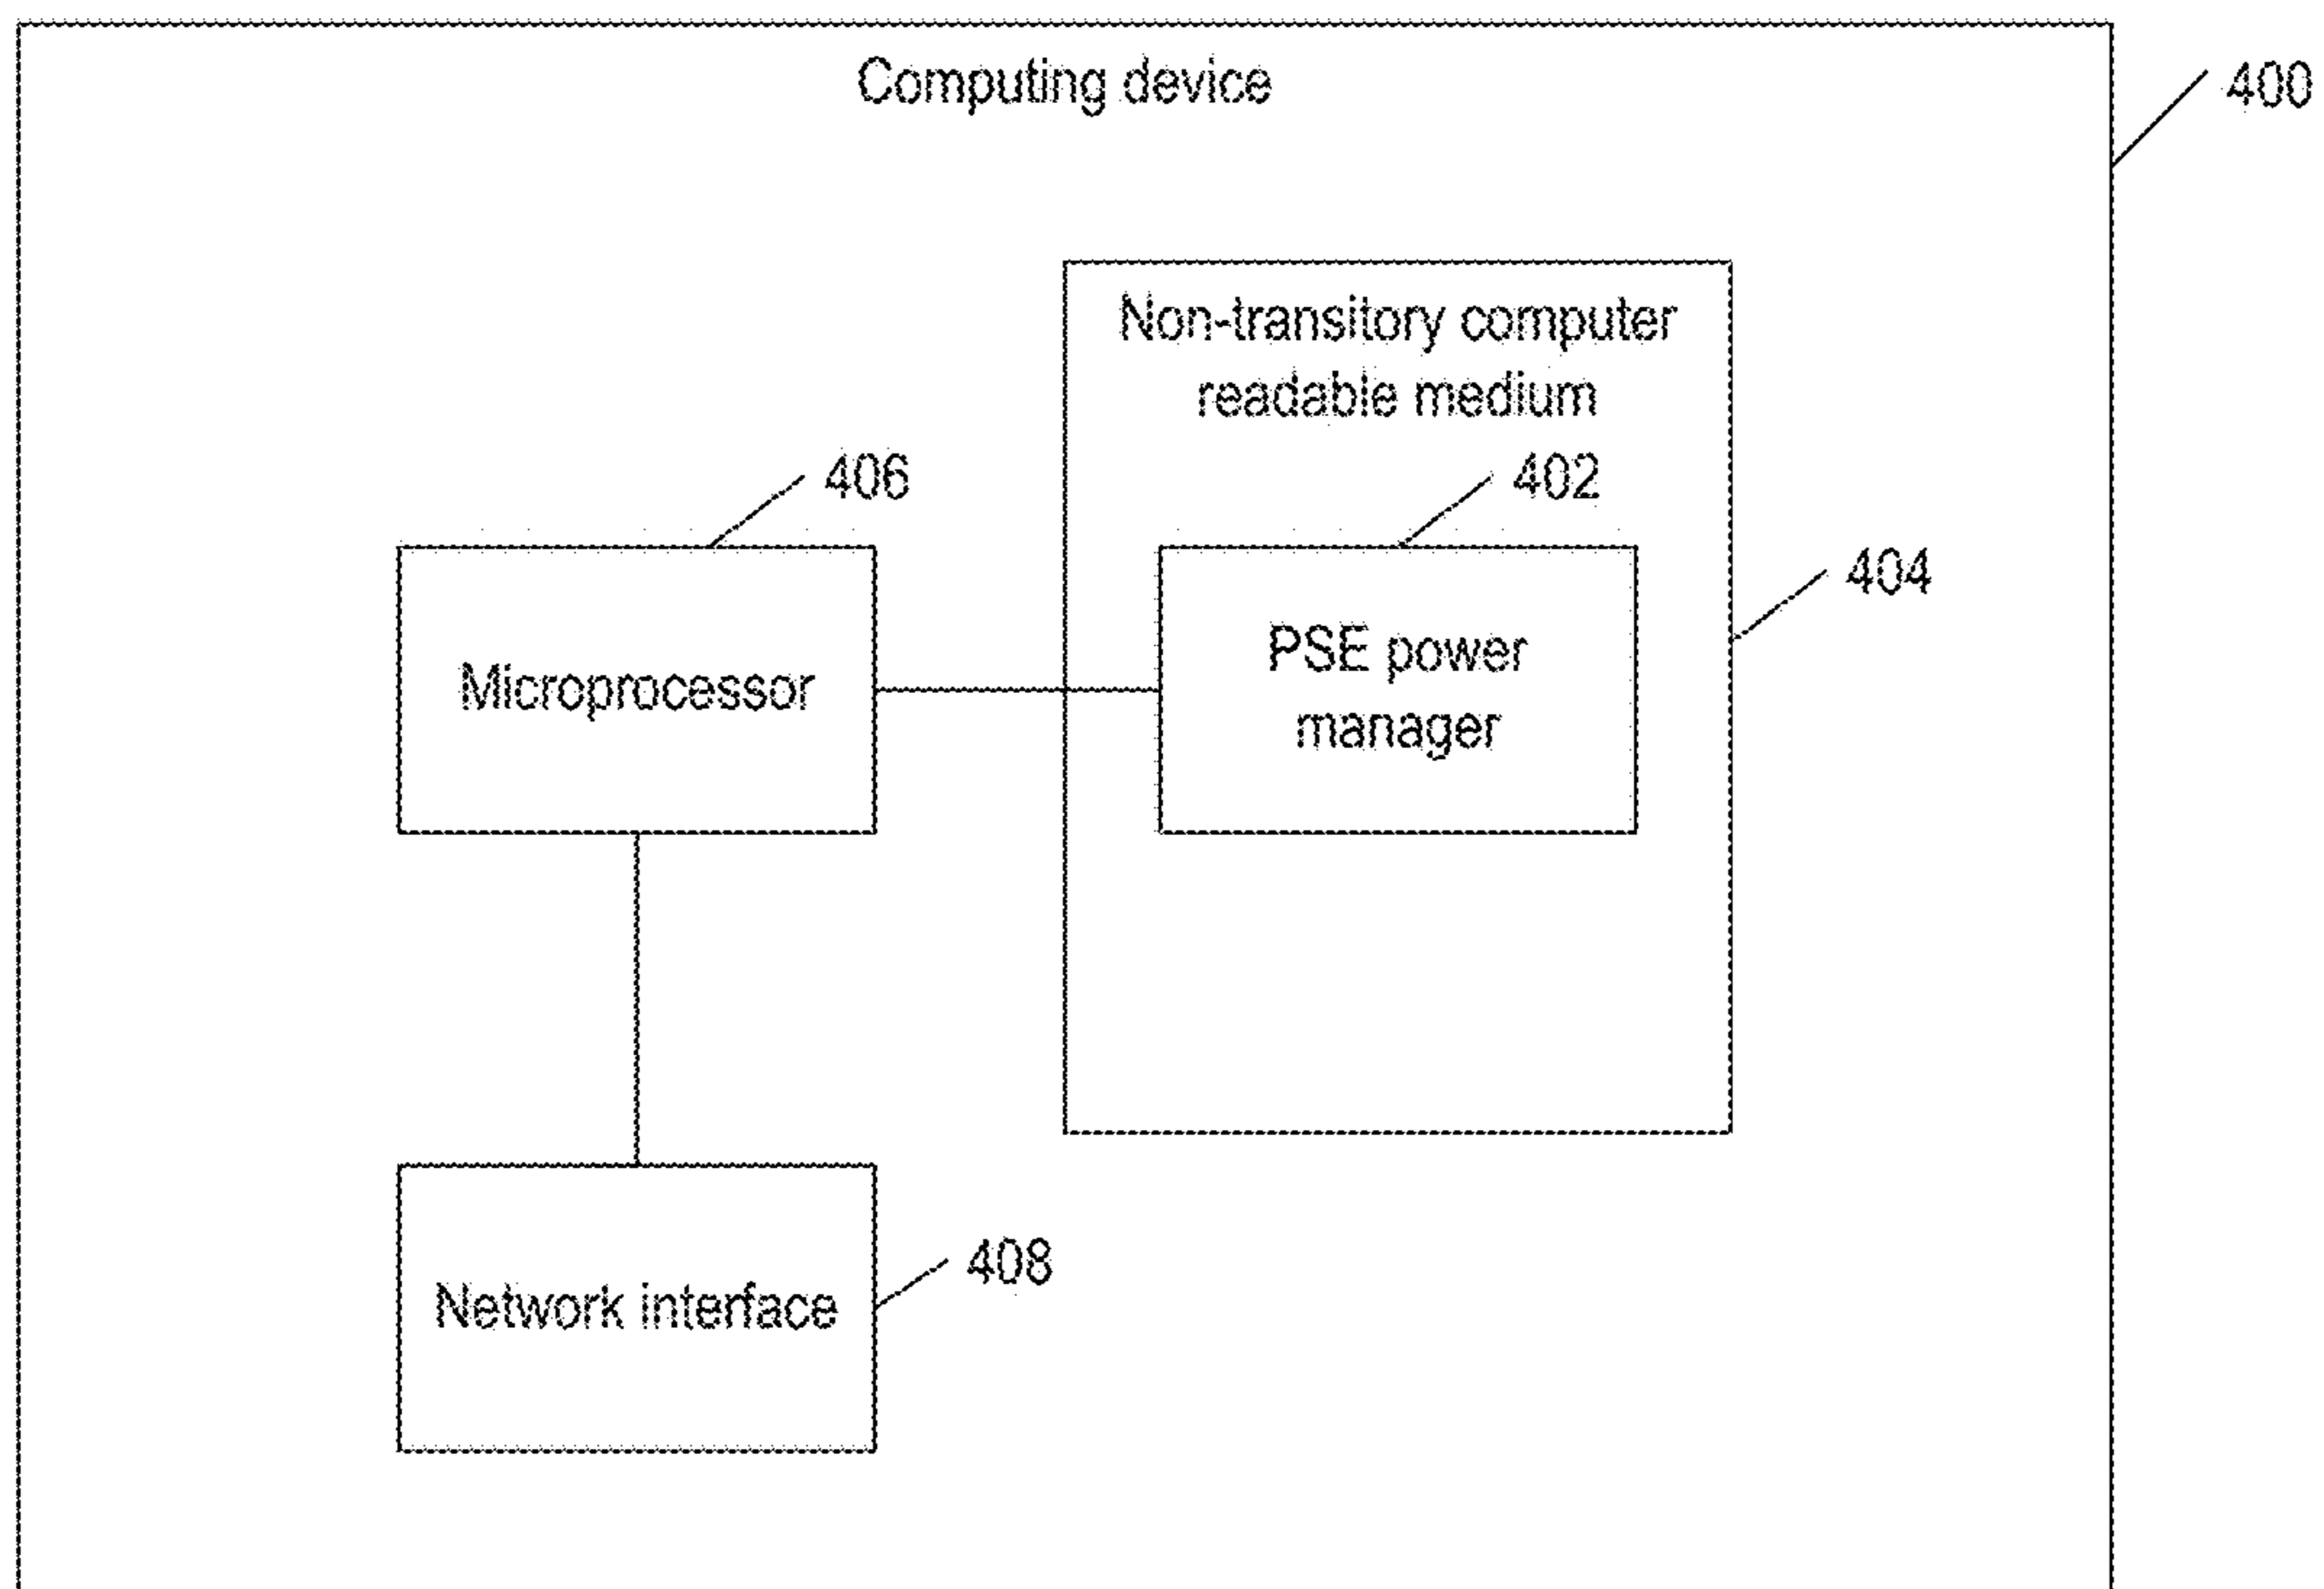 Computing device
400
Non-transitory computer
readable medium
406
402
404
Microprocessor
PSE power
manager
408
Network interface